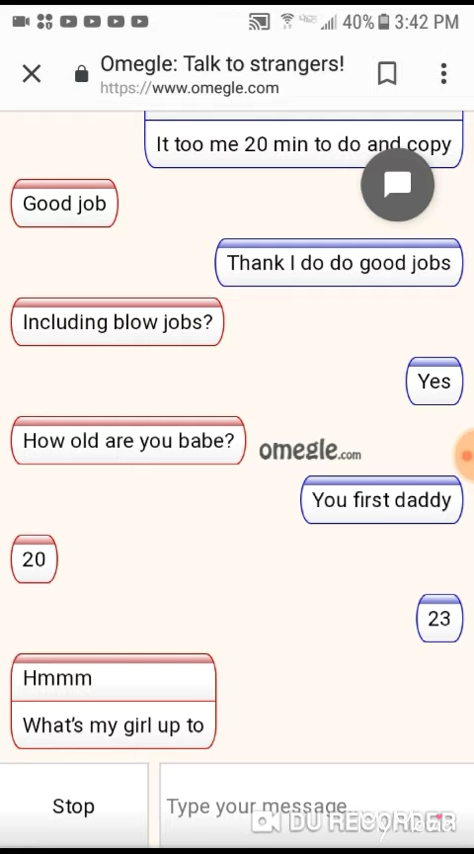 40% 3:42 PM
Omegle: Talk to strangers!
https://www.omegle.com
It too me 20 min to do and copy
Good job
Thank I do do good jobs
Including blow jobs?
Yes
How old are you babe?
omegle.com
You first daddy
20
23
Hmmm
What's my girl up to
Stop
Type your message...
DU RECORDER